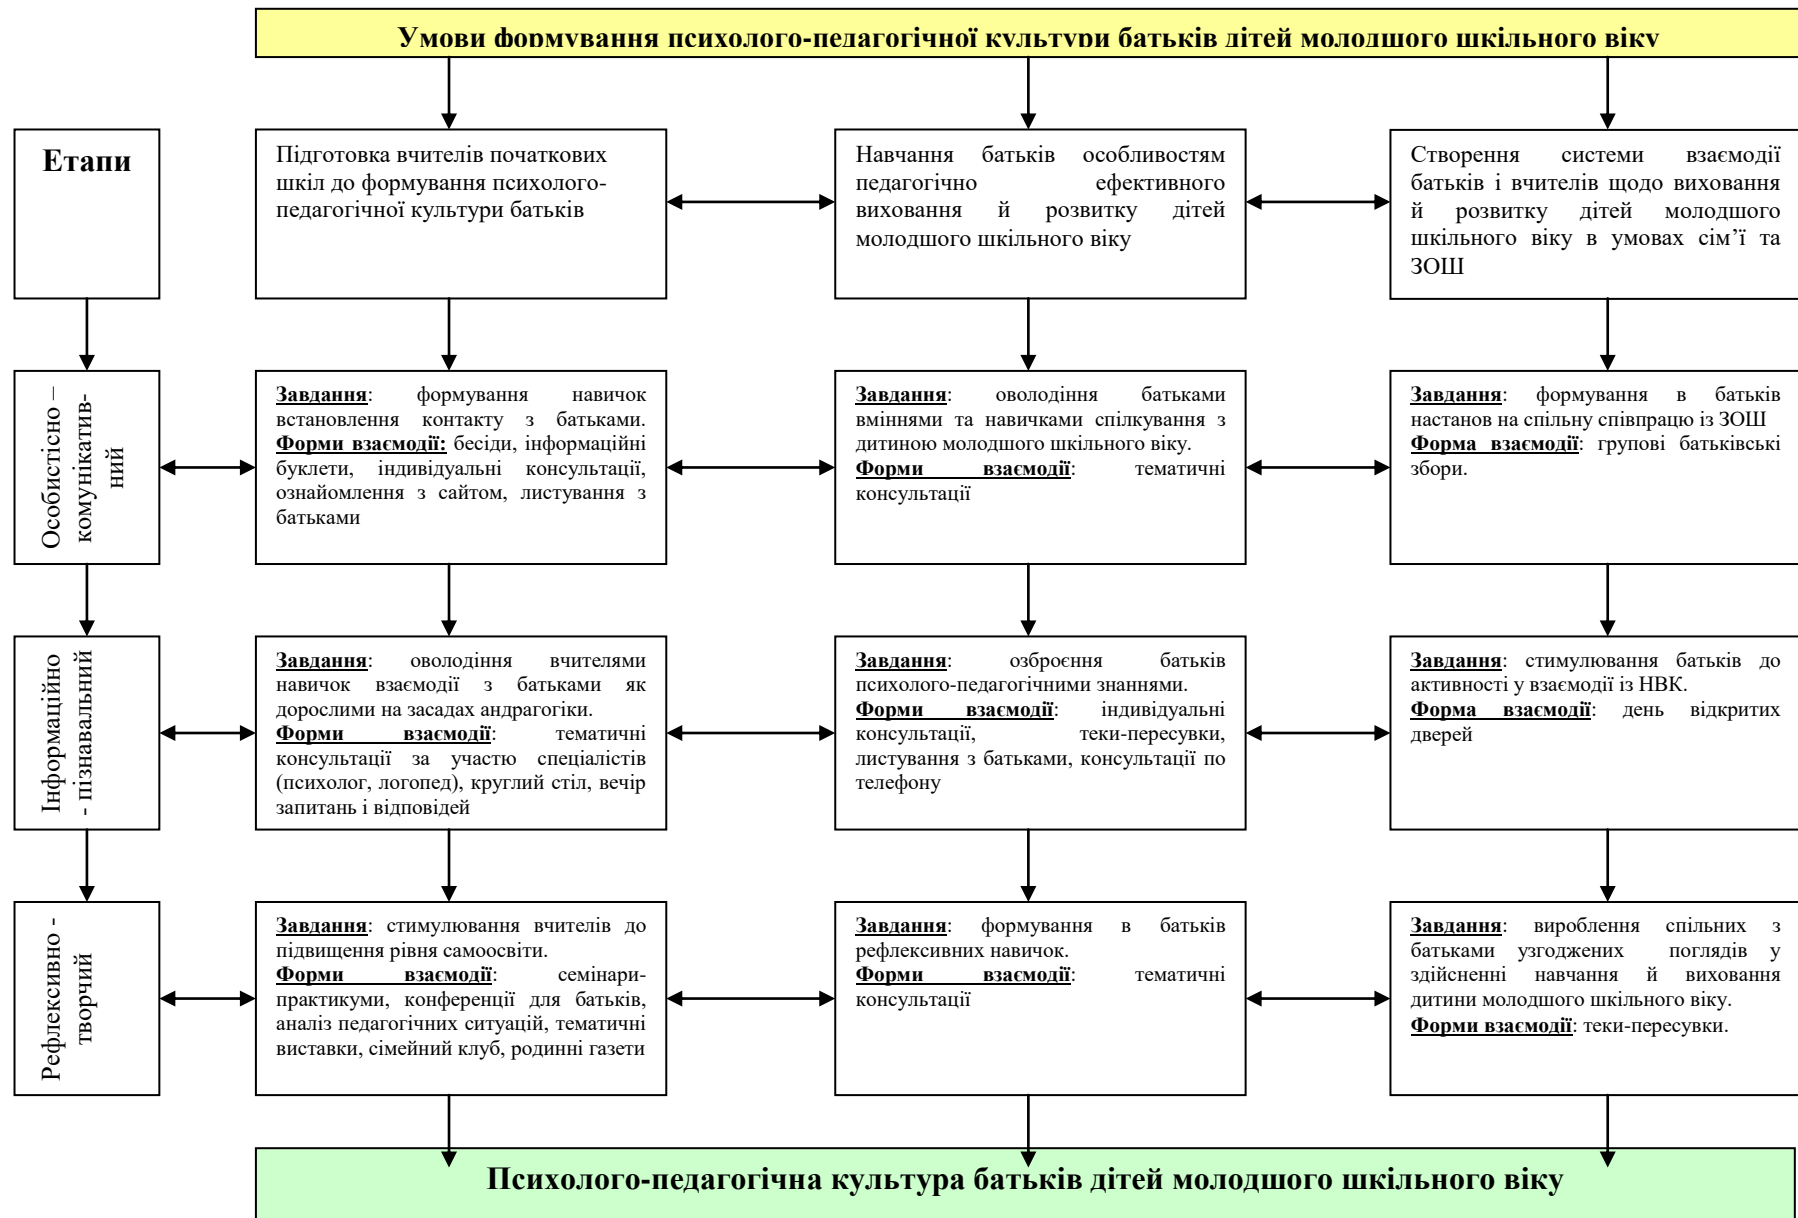 Умови формування психолого-педагогічної культури батьків дітей молодшого шкільного віку
Етапи
Підготовка вчителів початкових
шкіл до формування психолого-
педагогічної культури батьків
Навчання батьків особливостям
педагогічно ефективного
виховання й розвитку дітей
молодшого шкільного віку
Створення системи взаємодії
батьків і вчителів щодо виховання
й розвитку дітей молодшого
шкільного віку в умовах сім’ї та
ЗОШ
Особистісно –
комунікатив-
ний
Завдання: формування навичок
встановлення контакту з батьками.
Форми взаємодії: бесіди, інформаційні
буклети, індивідуальні консультації,
ознайомлення з сайтом, листування з
батьками
Завдання: оволодіння батьками
вміннями та навичками спілкування з
дитиною молодшого шкільного віку.
Форми взаємодії: тематичні
консультації
Завдання: формування в батьків
настанов на спільну співпрацю із ЗОШ
Форма взаємодії: групові батьківські
збори.
Інформаційно
- пізнавальний
Завдання: оволодіння вчителями
навичок взаємодії з батьками як
дорослими на засадах андрагогіки.
Форми взаємодії: тематичні
консультації за участю спеціалістів
(психолог, логопед), круглий стіл, вечір
запитань і відповідей
Завдання: озброєння батьків
психолого-педагогічними знаннями.
Форми взаємодії: індивідуальні
консультації, теки-пересувки,
листування з батьками, консультації по
телефону
Завдання: стимулювання батьків до
активності у взаємодії із НВК.
Форма взаємодії: день відкритих
дверей
Рефлексивно -
творчий
Завдання: стимулювання вчителів до
підвищення рівня самоосвіти.
Форми взаємодії: семінари-
практикуми, конференції для батьків,
аналіз педагогічних ситуацій, тематичні
виставки, сімейний клуб, родинні газети
Завдання: формування в батьків
рефлексивних навичок.
Форми взаємодії: тематичні
консультації
Завдання: вироблення спільних з
батьками узгоджених поглядів у
здійсненні навчання й виховання
дитини молодшого шкільного віку.
Форми взаємодії: теки-пересувки.
Психолого-педагогічна культура батьків дітей молодшого шкільного віку